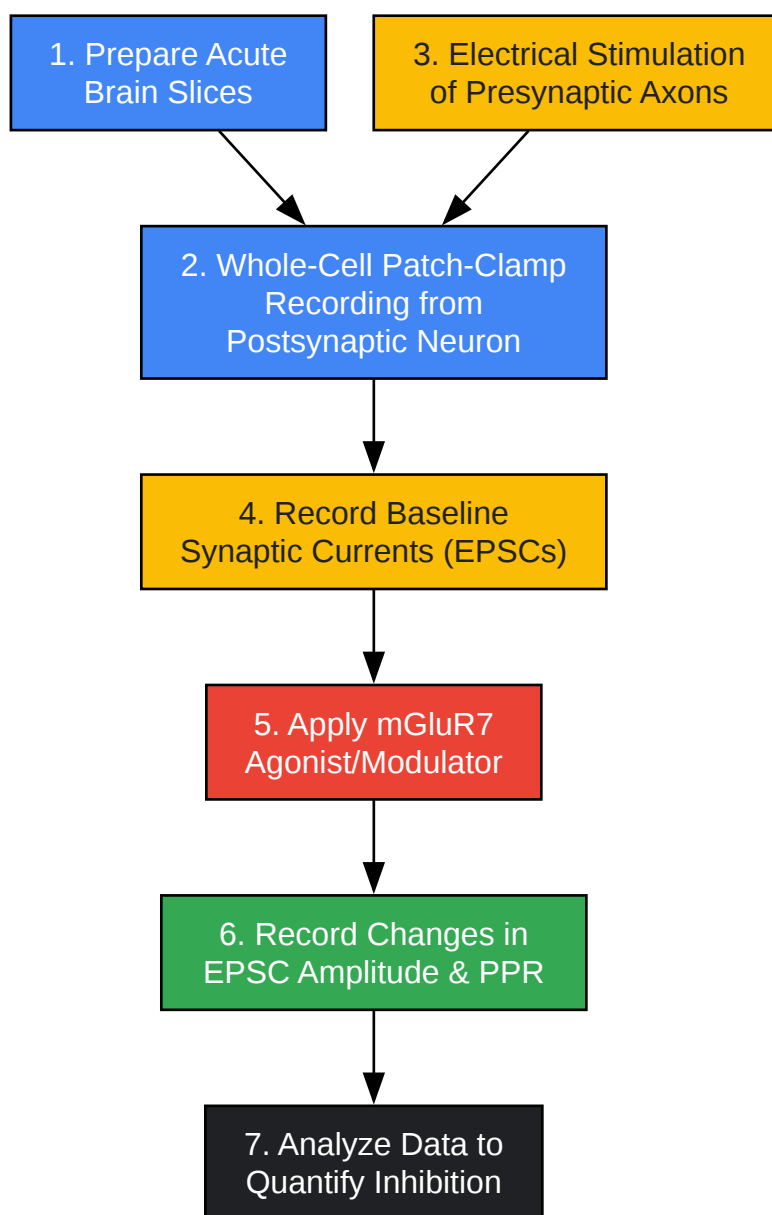 1. Prepare Acute
Brain Slices
3. Electrical Stimulation
of Presynaptic Axons
2. Whole-Cell Patch-Clamp
Recording from
Postsynaptic Neuron
4. Record Baseline
Synaptic Currents (EPSCs)
5. Apply mGluR7
Agonist/Modulator
6. Record Changes in
EPSC Amplitude & PPR
7. Analyze Data to
Quantify Inhibition